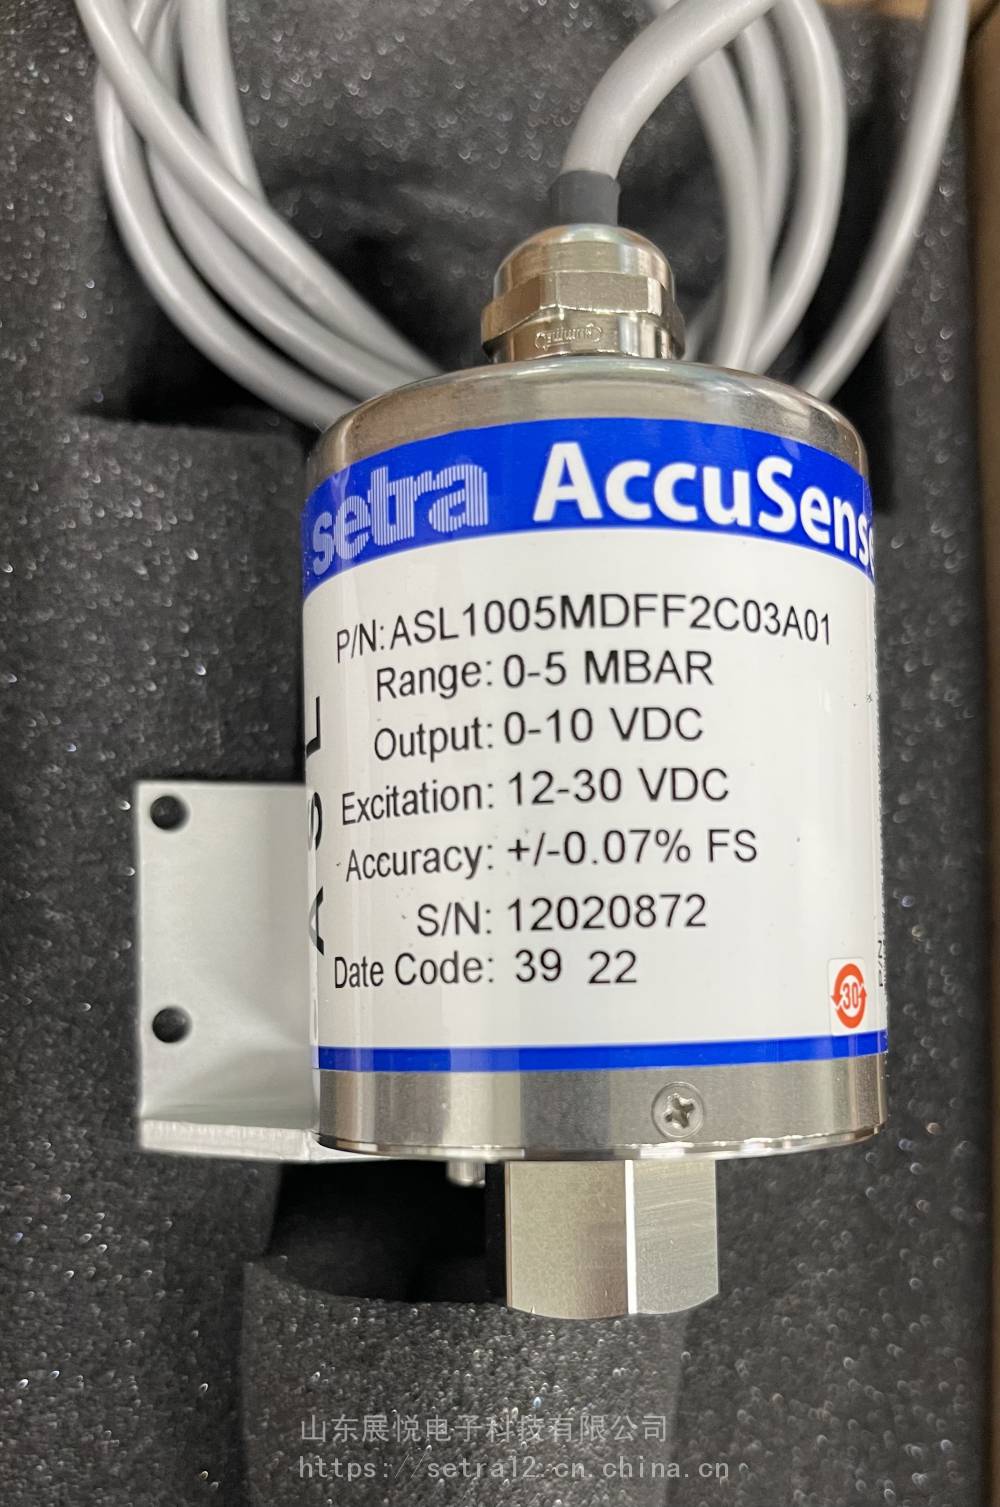 setra AccuSense
P/N: ASL1005MDFF2C03A01
Range: 0-5 MBAR
Output: 0-10 VDC
Excitation: 12-30 VDC
Accuracy: +/-0.07% FS
S/N: 12020872
Date Code: 39 22
ASL
30
山东展悦电子科技有限公司
https://setra12.cn.china.cn